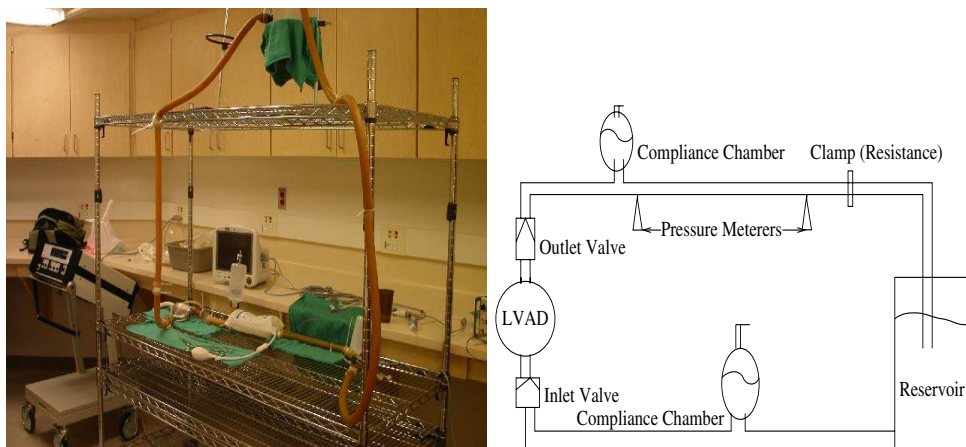 Compliance Chamber
Clamp (Resistance)
Pressure Meterers
Outlet Valve
LVAD
Inlet Valve
Compliance Chamber
Reservoir